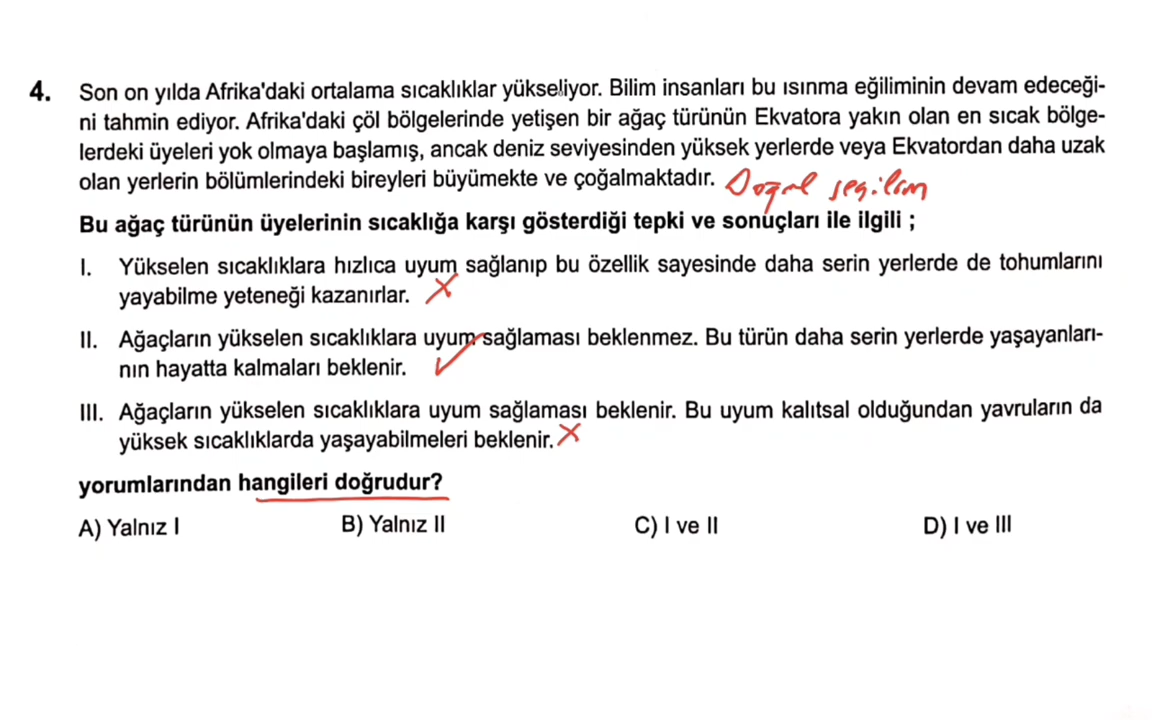 4. Son on yılda Afrika'daki ortalama sıcaklıklar yükseliyor. Bilim insanları bu ısınma eğiliminin devam edeceği-
ni tahmin ediyor. Afrika'daki çöl bölgelerinde yetişen bir ağaç türünün Ekvatora yakın olan en sıcak bölge-
lerdeki üyeleri yok olmaya başlamış, ancak deniz seviyesinden yüksek yerlerde veya Ekvatordan daha uzak
olan yerlerin bölümlerindeki bireyleri büyümekte ve çoğalmaktadır. Doğal seçilim
Bu ağaç türünün üyelerinin sıcaklığa karşı gösterdiği tepki ve sonuçları ile ilgili ;
I. Yükselen sıcaklıklara hızlıca uyum sağlanıp bu özellik sayesinde daha serin yerlerde de tohumlarını
yayabilme yeteneği kazanırlar.
II. Ağaçların yükselen sıcaklıklara uyum sağlaması beklenmez. Bu türün daha serin yerlerde yaşayanları-
nın hayatta kalmaları beklenir.
III. Ağaçların yükselen sıcaklıklara uyum sağlaması beklenir. Bu uyum kalıtsal olduğundan yavruların da
yüksek sıcaklıklarda yaşayabilmeleri beklenir.
yorumlarından hangileri doğrudur?
A) Yalnız I B) Yalnız II C) I ve II D) I ve III